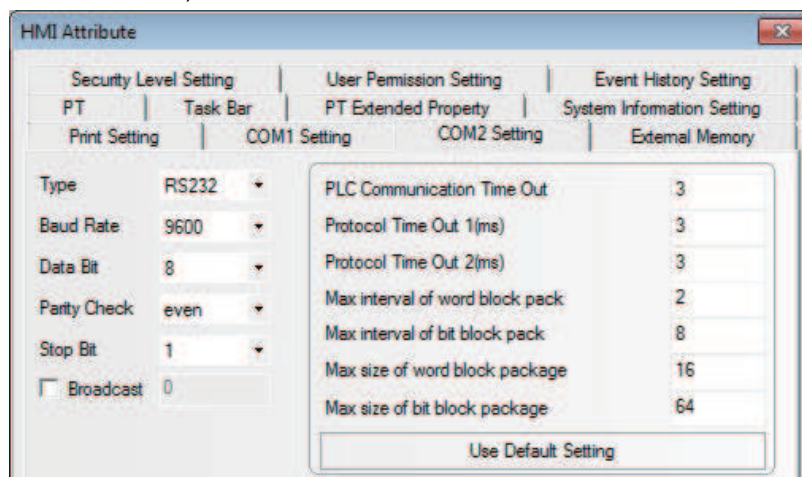 HMI Attribute
Security Level Setting User Permission Setting Event History Setting
PT Task Bar PT Extended Property System Information Setting
Print Setting COM1 Setting COM2 Setting External Memory
Type RS232
Baud Rate 9600
Data Bit 8
Parity Check even
Stop Bit 1
Broadcast 0
PLC Communication Time Out 3
Protocol Time Out 1(ms) 3
Protocol Time Out 2(ms) 3
Max interval of word block pack 2
Max interval of bit block pack 8
Max size of word block package 16
Max size of bit block package 64
Use Default Setting